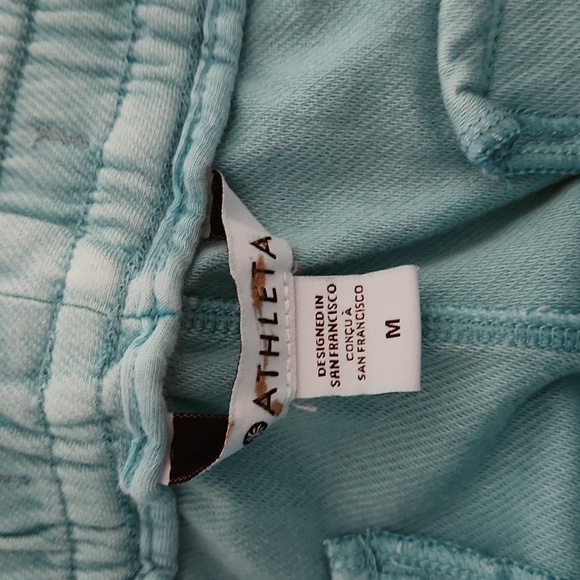 ATHLETA
DESIGNED IN
SAN FRANCISCO
CONÇU À
SAN FRANCISCO
M